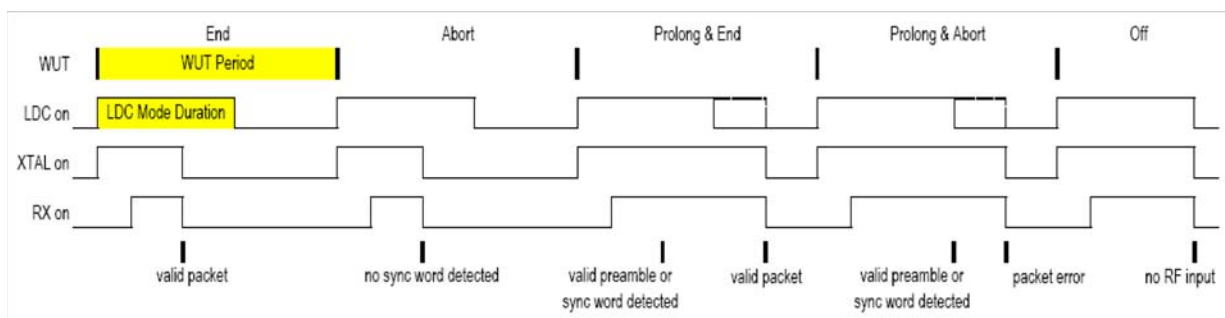 End Abort Prolong & End Prolong & Abort Off
WUT WUT Period
LDC on LDC Mode Duration
XTAL on
RX on
valid packet no sync word detected valid preamble or valid packet valid preamble or packet error no RF input
sync word detected sync word detected